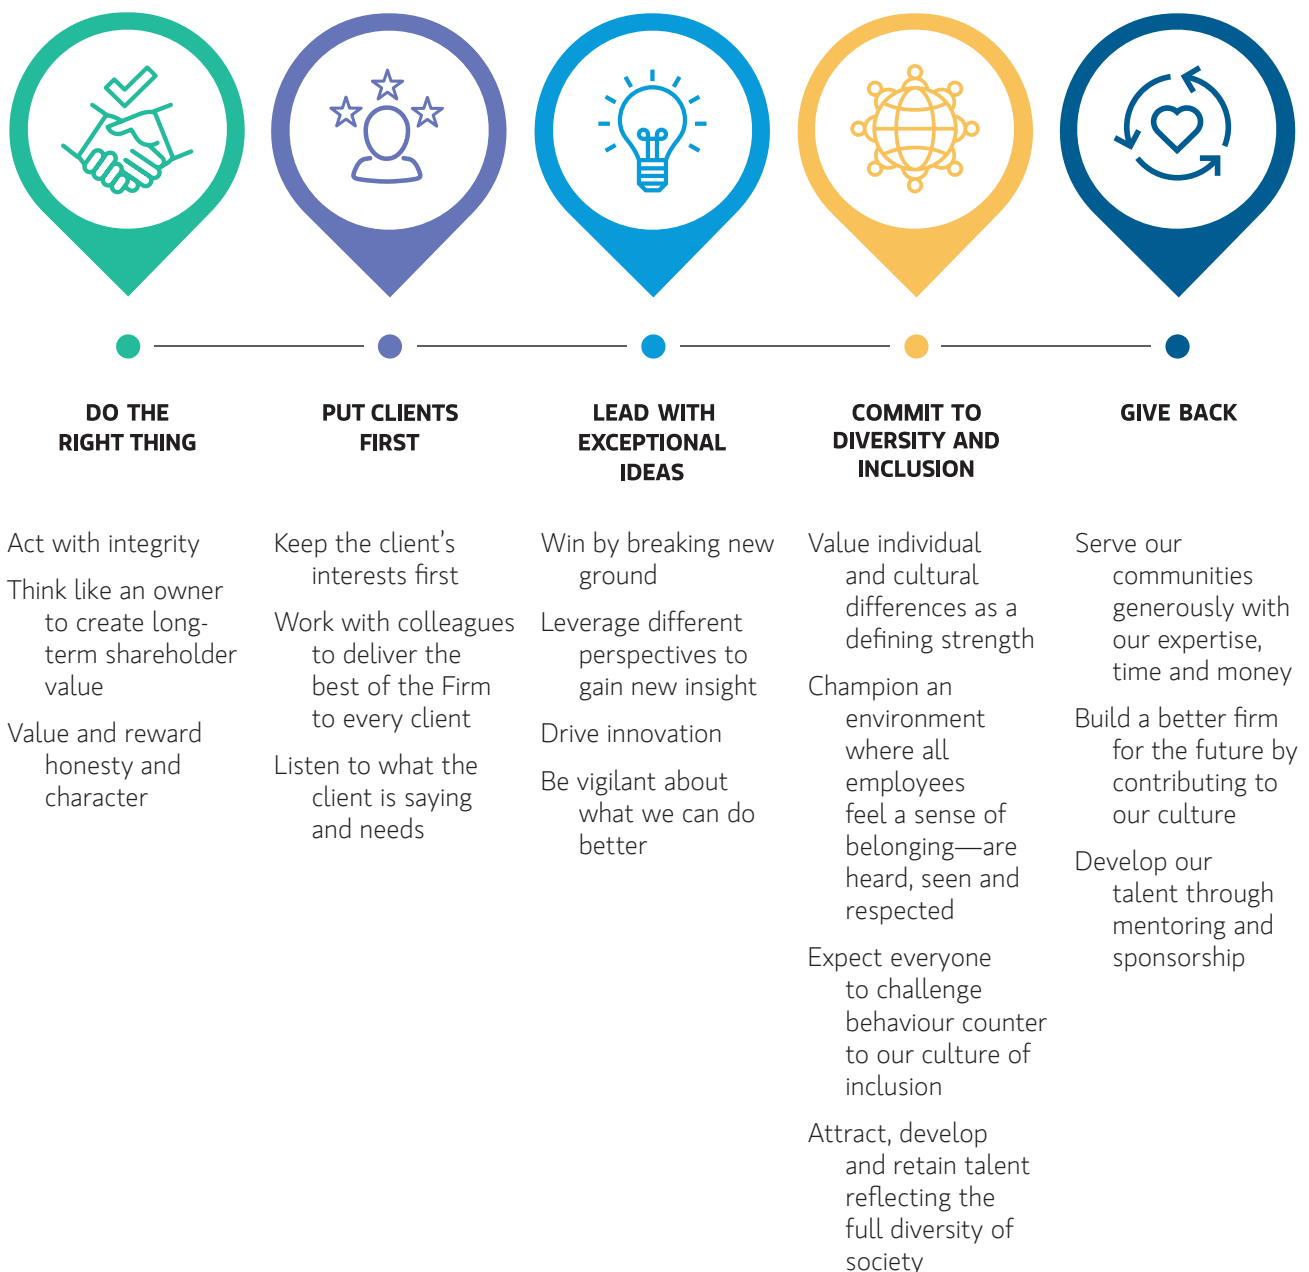 DO THE
RIGHT THING
Act with integrity
Think like an owner
to create long-
term shareholder
value
Value and reward
honesty and
character
PUT CLIENTS
FIRST
Keep the client’s
interests first
Work with colleagues
to deliver the
best of the Firm
to every client
Listen to what the
client is saying
and needs
LEAD WITH
EXCEPTIONAL
IDEAS
Win by breaking new
ground
Leverage different
perspectives to
gain new insight
Drive innovation
Be vigilant about
what we can do
better
COMMIT TO
DIVERSITY AND
INCLUSION
Value individual
and cultural
differences as a
defining strength
Champion an
environment
where all
employees
feel a sense of
belonging—are
heard, seen and
respected
Expect everyone
to challenge
behaviour counter
to our culture of
inclusion
Attract, develop
and retain talent
reflecting the
full diversity of
society
GIVE BACK
Serve our
communities
generously with
our expertise,
time and money
Build a better firm
for the future by
contributing to
our culture
Develop our
talent through
mentoring and
sponsorship